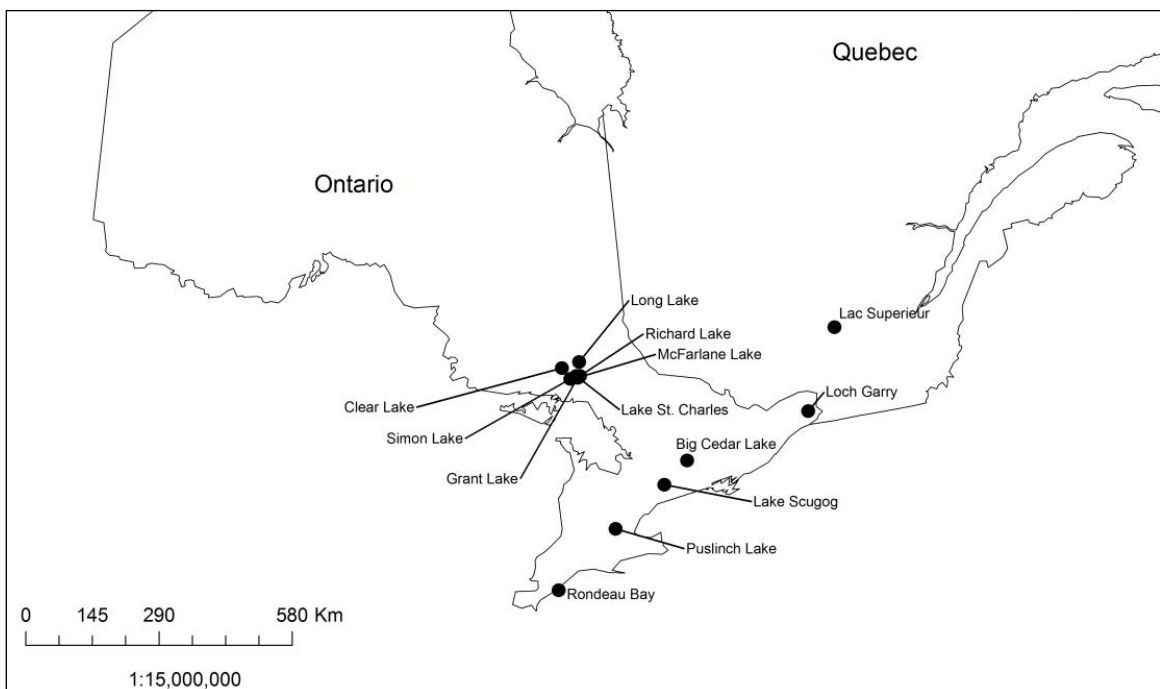 Quebec
Ontario
Long Lake
Lac Superieur
Richard Lake
McFarlane Lake
Loch Garry
Clear Lake
Lake St. Charles
Simon Lake
Big Cedar Lake
Grant Lake
Lake Scugog
Puslinch Lake
Rondeau Bay
0 145 290 580 Km
1:15,000,000